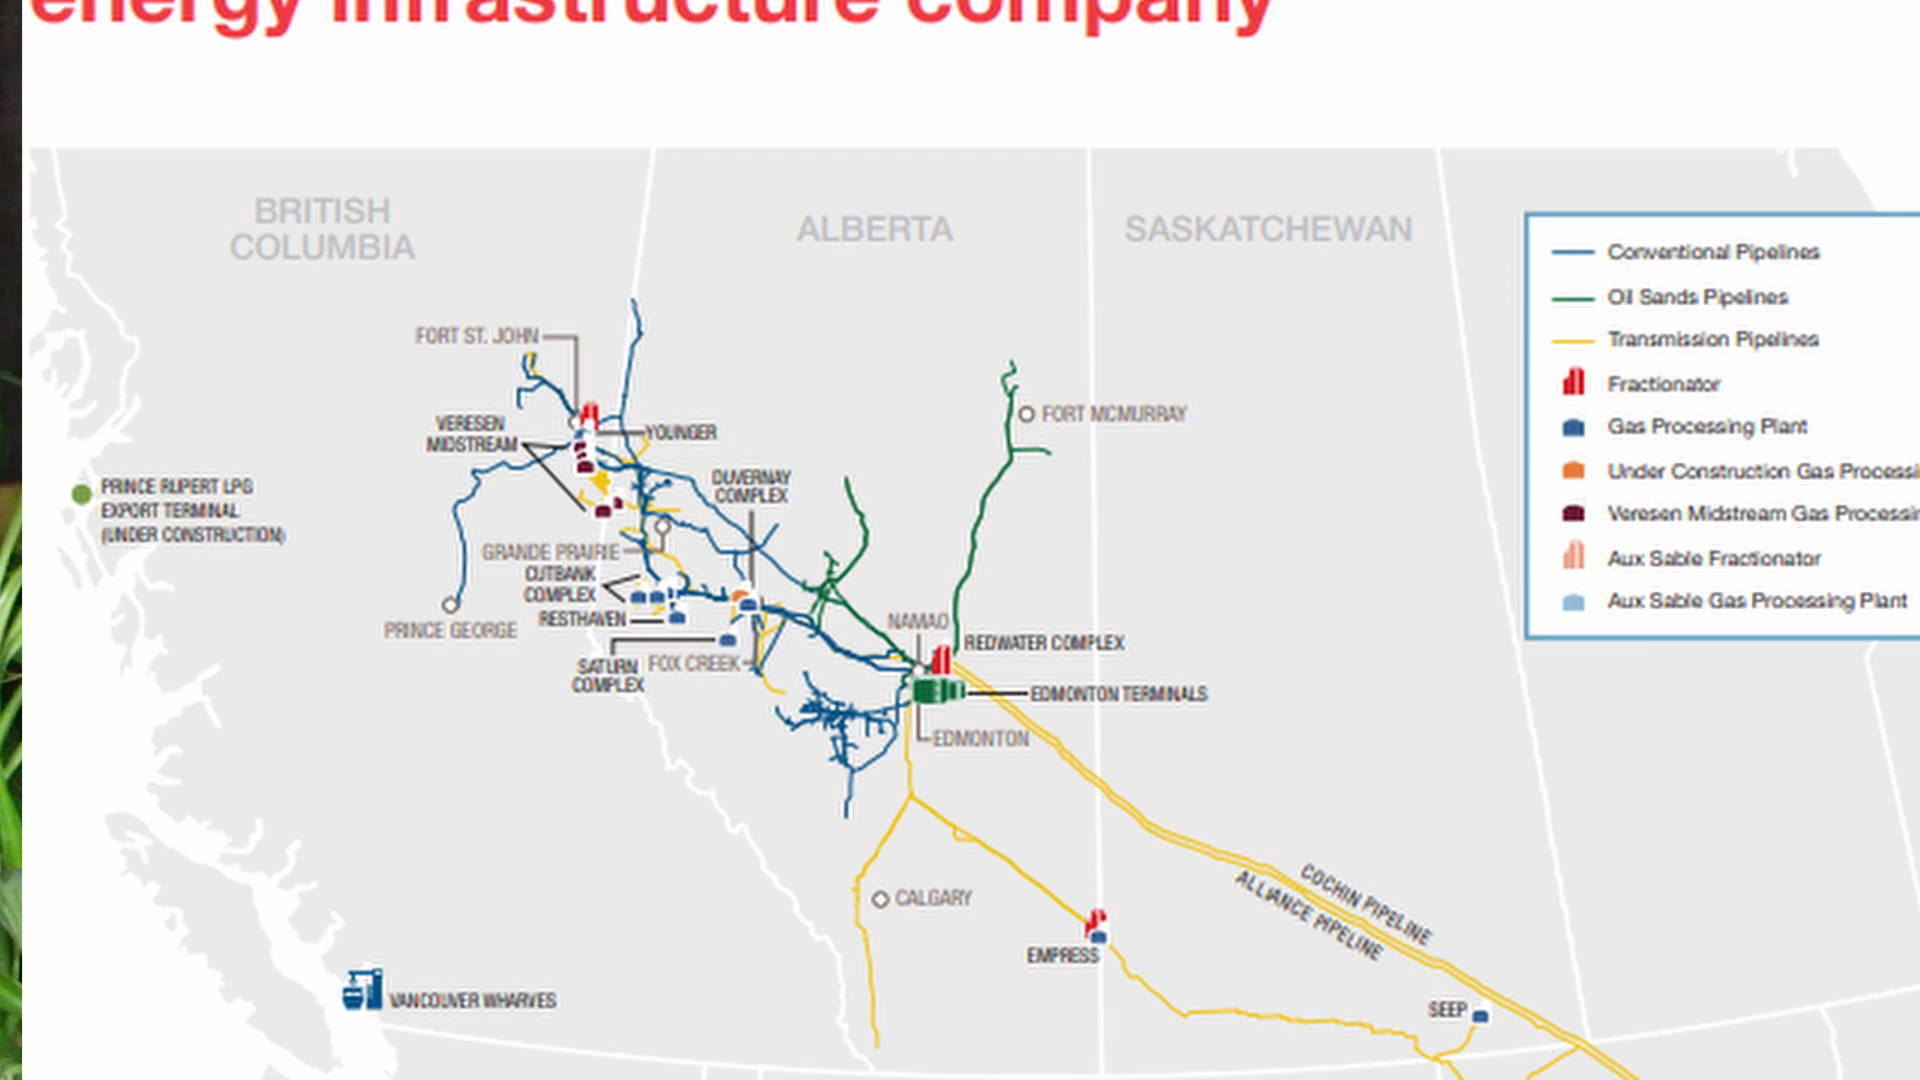 energy infrastructure company
BRITISH
COLUMBIA
ALBERTA
SASKATCHEWAN
Conventional Pipelines
Oil Sands Pipelines
Transmission Pipelines
Fractionator
Gas Processing Plant
Under Construction Gas
Veresen Midstream Gas
Aux Sable Fractionator
Aux Sable Gas Processing Plant
FORT ST. JOHN
VERESEN
MIDSTREAM
YOUNGER
FORT MCMURRAY
DUVERNAY
COMPLEX
PRINCE RUPERT LPG
EXPORT TERMINAL
(UNDER CONSTRUCTION)
GRANDE PRAIRIE
CUTBANK
COMPLEX
RESTHAVEN
PRINCE GEORGE
SATURN
COMPLEX
FOX CREEK
NAMAO
REDWATER COMPLEX
EDMONTON TERMINALS
EDMONTON
CALGARY
COCHIN PIPELINE
ALLIANCE PIPELINE
EMPRESS
VANCOUVER WHARVES
SEEP